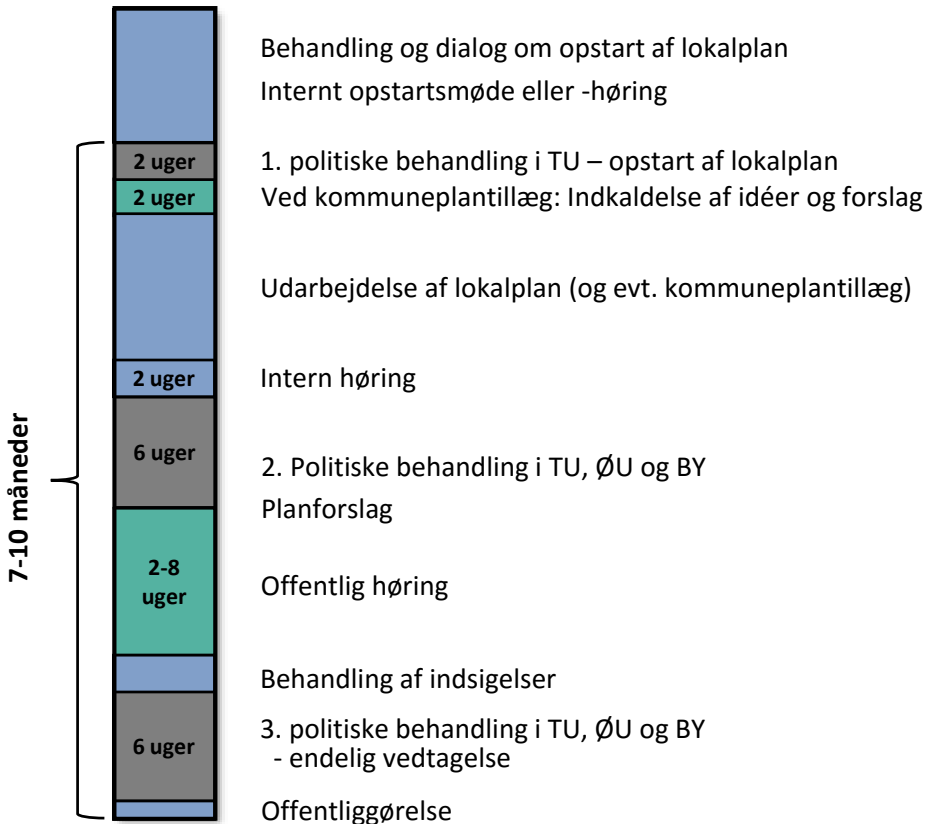 Behandling og dialog om opstart af lokalplan
Internt opstartsmøde eller -høring
2 uger
1. politiske behandling i TU – opstart af lokalplan
2 uger
Ved kommuneplantillæg: Indkaldelse af idéer og forslag
Udarbejdelse af lokalplan (og evt. kommuneplantillæg)
2 uger
Intern høring
7-10 måneder
6 uger
2. Politiske behandling i TU, ØU og BY
Planforslag
2-8
uger
Offentlig høring
Behandling af indsigelser
6 uger
3. politiske behandling i TU, ØU og BY
- endelig vedtagelse
Offentliggørelse